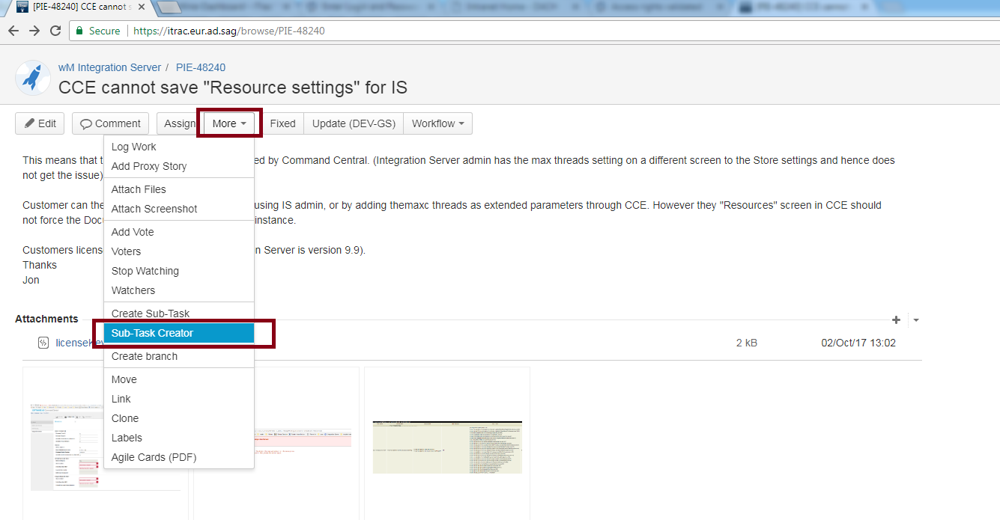 [PIE-48240] CCE cannot s
Secure https://itrac.eur.ad.sag/browse/PIE-48240
wM Integration Server / PIE-48240
CCE cannot save "Resource settings" for IS
Edit Comment Assign More Fixed Update (DEV-GS) Workflow
Log Work
This means that t ed by Command Central. (Integration Server admin has the max threads setting on a different screen to the Store settings and hence does
Add Proxy Story
not get the issue)
Attach Files
Customer can the using IS admin, or by adding themaxc threads as extended parameters through CCE. However they "Resources" screen in CCE should
Attach Screenshot
not force the Doc instance.
Add Vote
Customers licens n Server is version 9.9).
Voters
Thanks
Stop Watching
Jon
Watchers
Create Sub-Task
Attachments
Sub-Task Creator
licenseKey 2 kB 02/Oct/17 13:02
Create branch
Move
Link
Clone
Labels
Agile Cards (PDF)